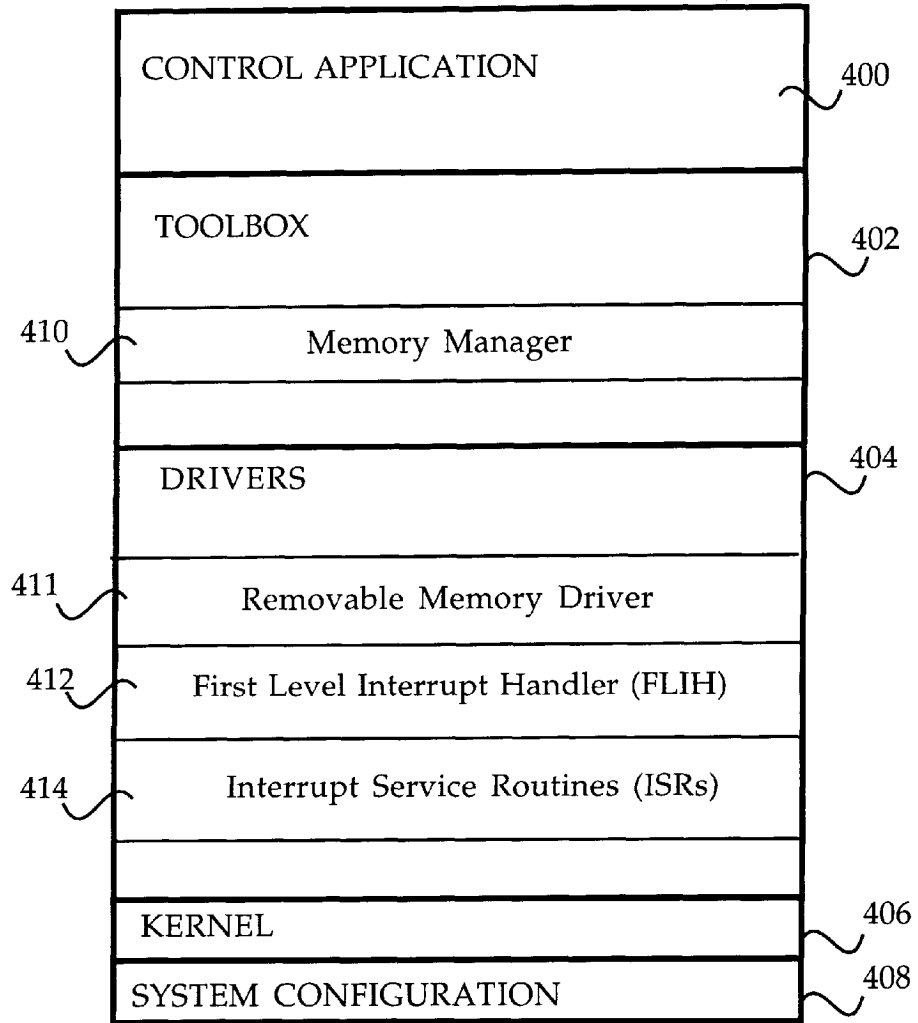 CONTROL APPLICATION
400
TOOLBOX
402
410
Memory Manager
404
DRIVERS
411
Removable Memory Driver
412
First Level Interrupt Handler (FLIH)
414
Interrupt Service Routines (ISRs)
KERNEL
406
SYSTEM CONFIGURATION
408